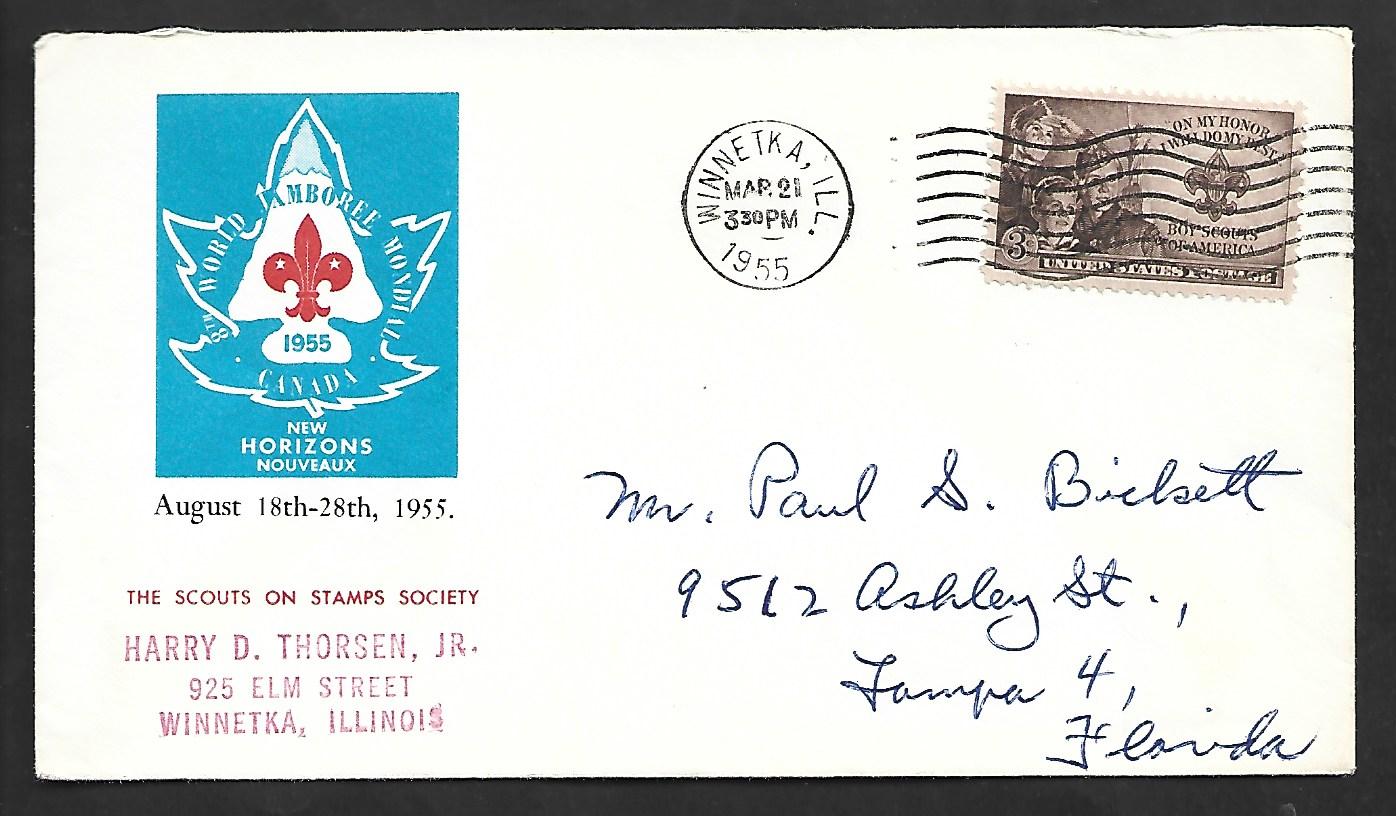 8TH WORLD JAMBOREE MONDIAL
1955
· CANADA ·
NEW
HORIZONS
NOUVEAUX
August 18th-28th, 1955.
THE SCOUTS ON STAMPS SOCIETY
HARRY D. THORSEN, JR.
925 ELM STREET
WINNETKA, ILLINOIS
WINNETKA, ILL.
MAR 21
3 30 PM
1955
ON MY HONOR
I WILL DO MY BEST
BOY SCOUTS
OF AMERICA
3¢
UNITED STATES POSTAGE
Mr. Paul S. Bickett
9512 Ashley St.,
Tampa 4,
Florida